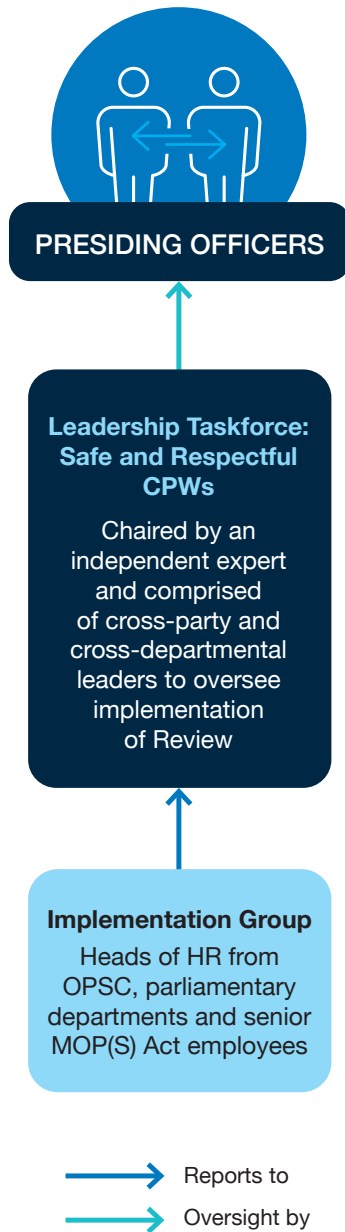 PRESIDING OFFICERS
Leadership Taskforce:
Safe and Respectful
CPWs
Chaired by an
independent expert
and comprised
of cross-party and
cross-departmental
leaders to oversee
implementation
of Review
Implementation Group
Heads of HR from
OPSC, parliamentary
departments and senior
MOP(S) Act employees
Reports to
Oversight by